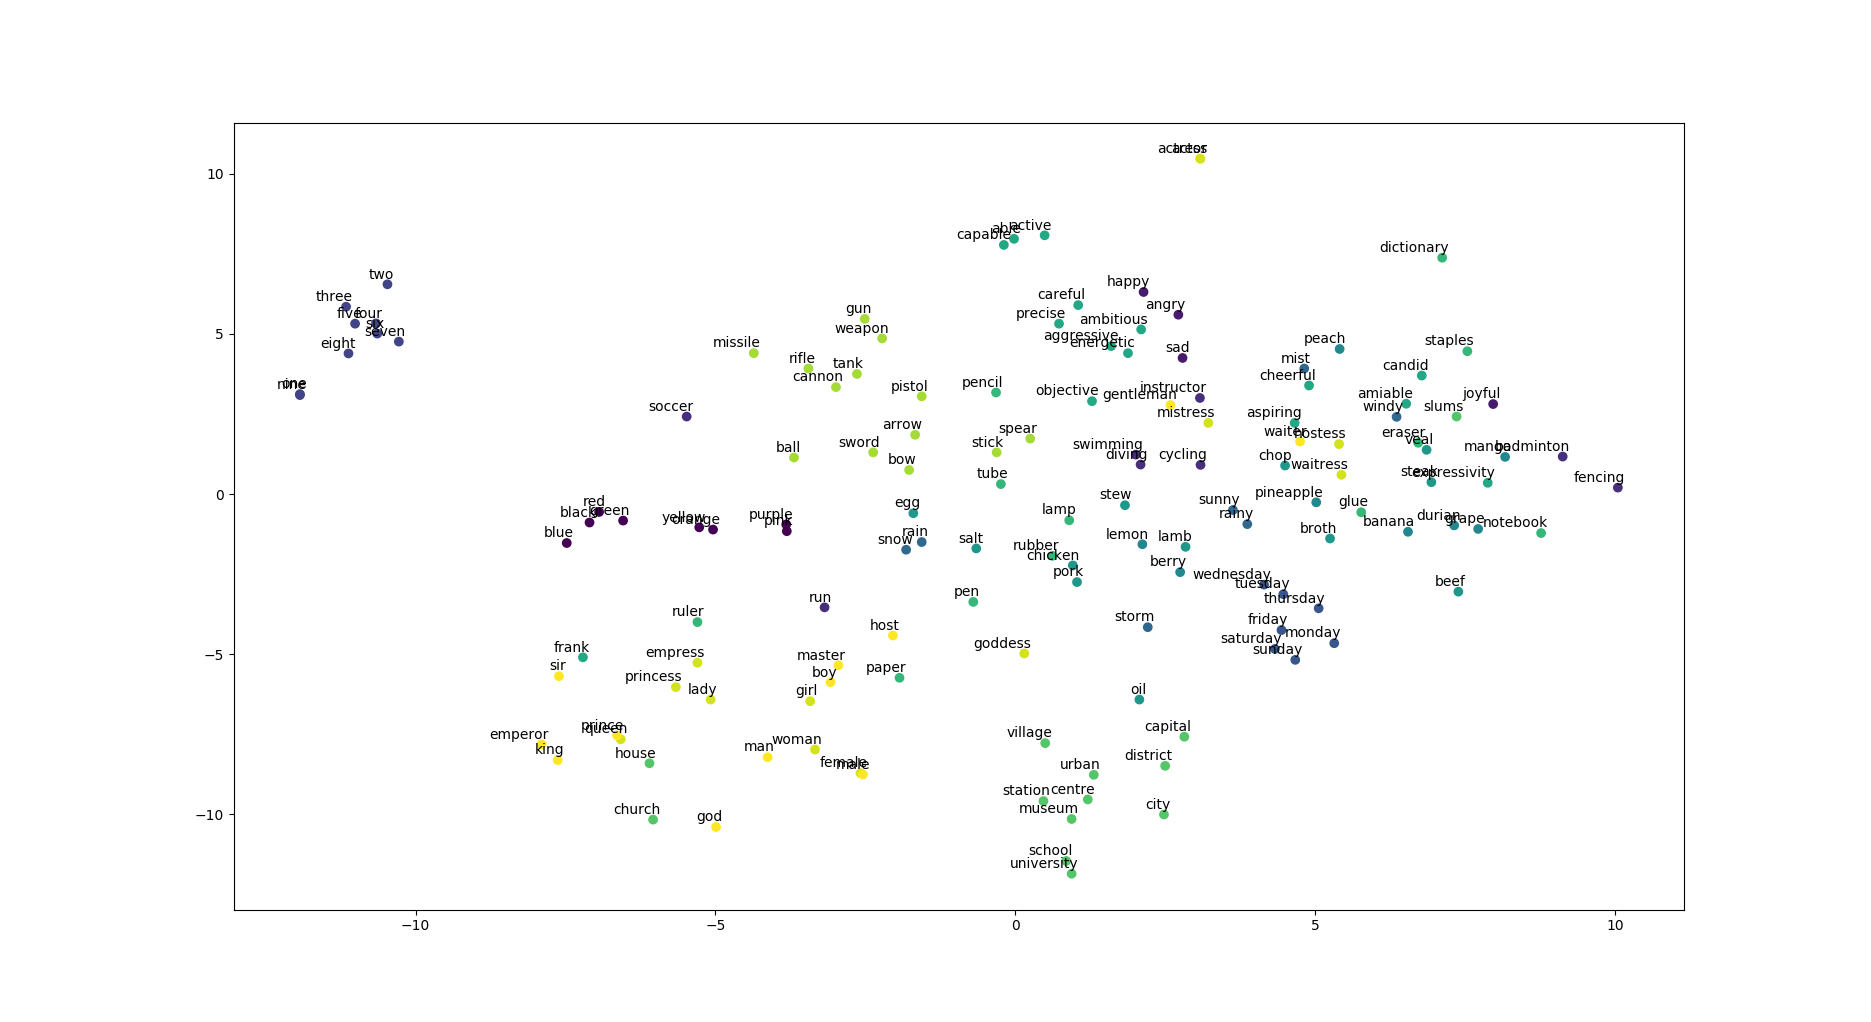 actress
actor
capable
able
active
dictionary
two
three
five
four
six
seven
eight
nine
one
happy
careful
angry
precise
ambitious
aggressive
energetic
sad
gun
weapon
missile
rifle
tank
cannon
pistol
pencil
objective
gentleman
instructor
mistress
peach
mist
cheerful
staples
candid
amiable
joyful
windy
slums
soccer
arrow
spear
aspiring
waiter
hostess
eraser
veal
mango
badminton
ball
sword
stick
bow
swimming
diving
cycling
chop
waitress
steak
expressivity
fencing
tube
stew
sunny
pineapple
glue
egg
lamp
rainy
broth
banana
durian
grape
notebook
red
black
green
blue
yellow
orange
purple
pink
rain
snow
salt
rubber
chicken
lemon
lamb
pork
berry
wednesday
tuesday
thursday
beef
run
pen
ruler
host
storm
friday
saturday
monday
sunday
frank
sir
empress
princess
lady
master
boy
girl
paper
goddess
oil
emperor
king
prince
queen
house
man
woman
female
male
village
capital
district
urban
station
centre
museum
city
church
god
school
university
10
5
0
−5
−10
−10
−5
0
5
10